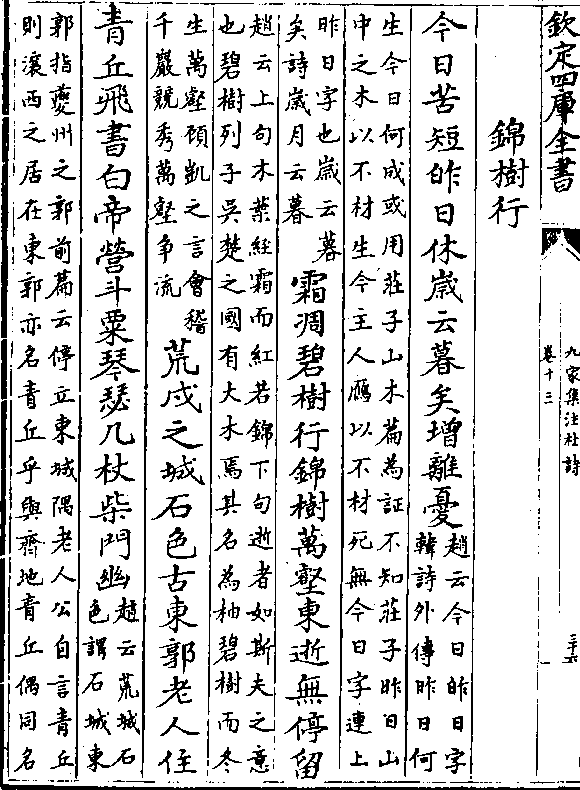 欽定四庫全書
九家集注杜詩
卷十三
錦樹行
今日苦短昨日休歲云暮矣增離憂
趙云今日昨日字
韓詩外傳昨日何
生今日何成或用莊子山木篇為証不知莊子昨日山
中之木以不材生今主人鴈以不材死無今日字連上
昨日字也歲云暮
矣詩歲月云暮
霜凋碧樹行錦樹萬壑東逝無停留
趙云上句木葉經霜而紅若錦下句逝者如斯夫之意
也碧樹列子吳楚之國有大木焉其名為柚碧樹而冬
生萬壑顧凱之言會稽
千巖競秀萬壑争流
荒戍之城石色古東郭老人住
青丘飛書白帝營斗粟琴瑟几杖柴門幽
趙云荒城石
色謂石城東
郭指夔州之郭前篇云停立東城隅老人公自言青丘
則瀼西之居在東郭亦名青丘乎與齊地青丘偶同名